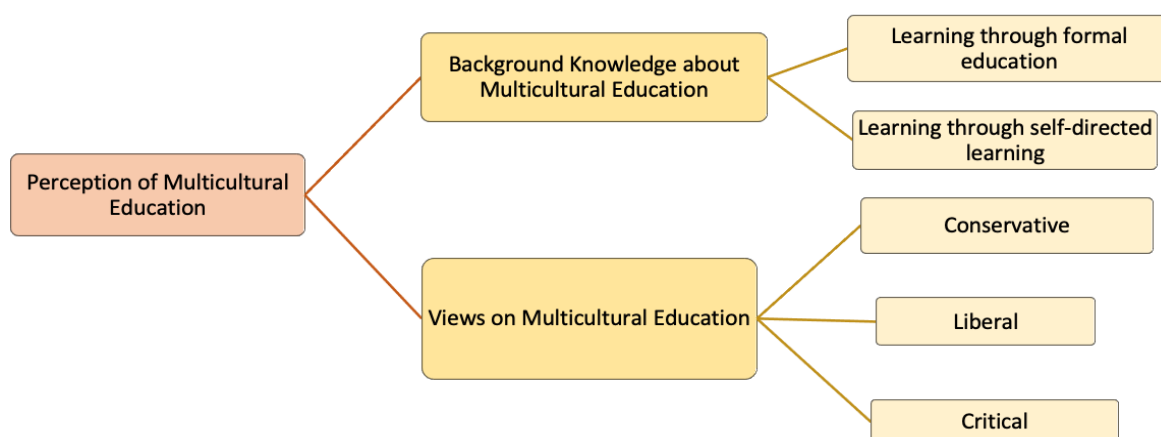 Perception of Multicultural
Education
Background Knowledge about
Multicultural Education
Learning through formal
education
Learning through self-directed
learning
Views on Multicultural Education
Conservative
Liberal
Critical